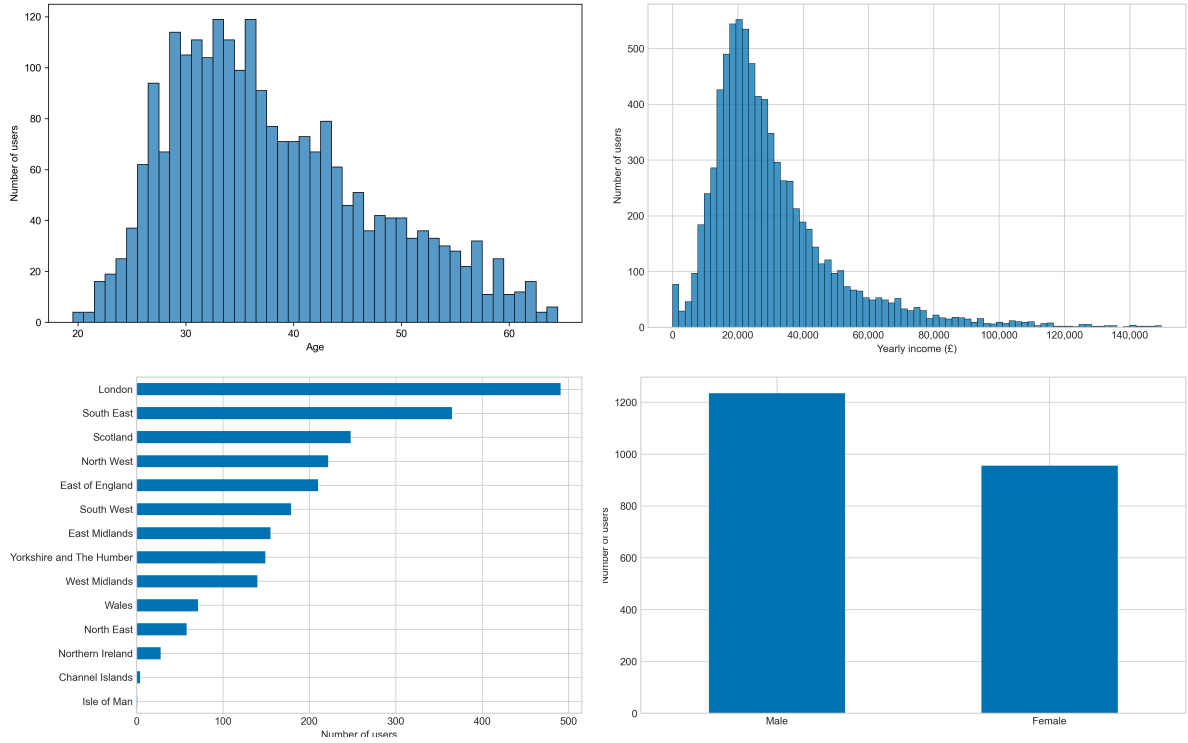 120
100
80
60
40
20
0
Number of users
20 30 40 50 60
Age
500
400
300
200
100
0
Number of users
0 20,000 40,000 60,000 80,000 100,000 120,000 140,000
Yearly income (£)
London
South East
Scotland
North West
East of England
South West
East Midlands
Yorkshire and The Humber
West Midlands
Wales
North East
Northern Ireland
Channel Islands
Isle of Man
0 100 200 300 400 500
Number of users
1200
1000
800
600
400
200
0
Number of users
Male Female